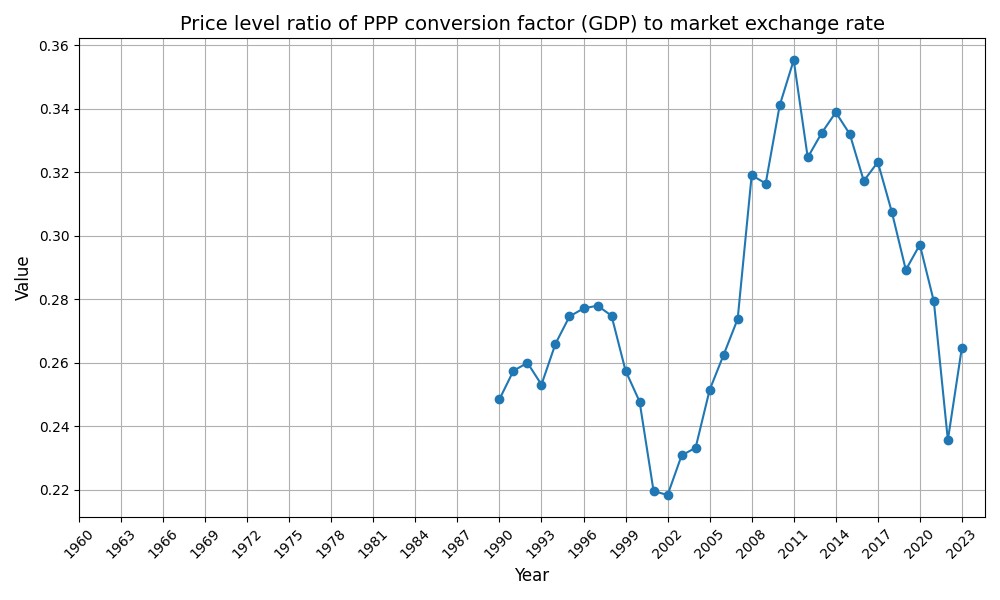 Price level ratio of PPP conversion factor (GDP) to market exchange rate
Value
0.36
0.34
0.32
0.30
0.28
0.26
0.24
0.22
1960 1963 1966 1969 1972 1975 1978 1981 1984 1987 1990 1993 1996 1999 2002 2005 2008 2011 2014 2017 2020 2023
Year